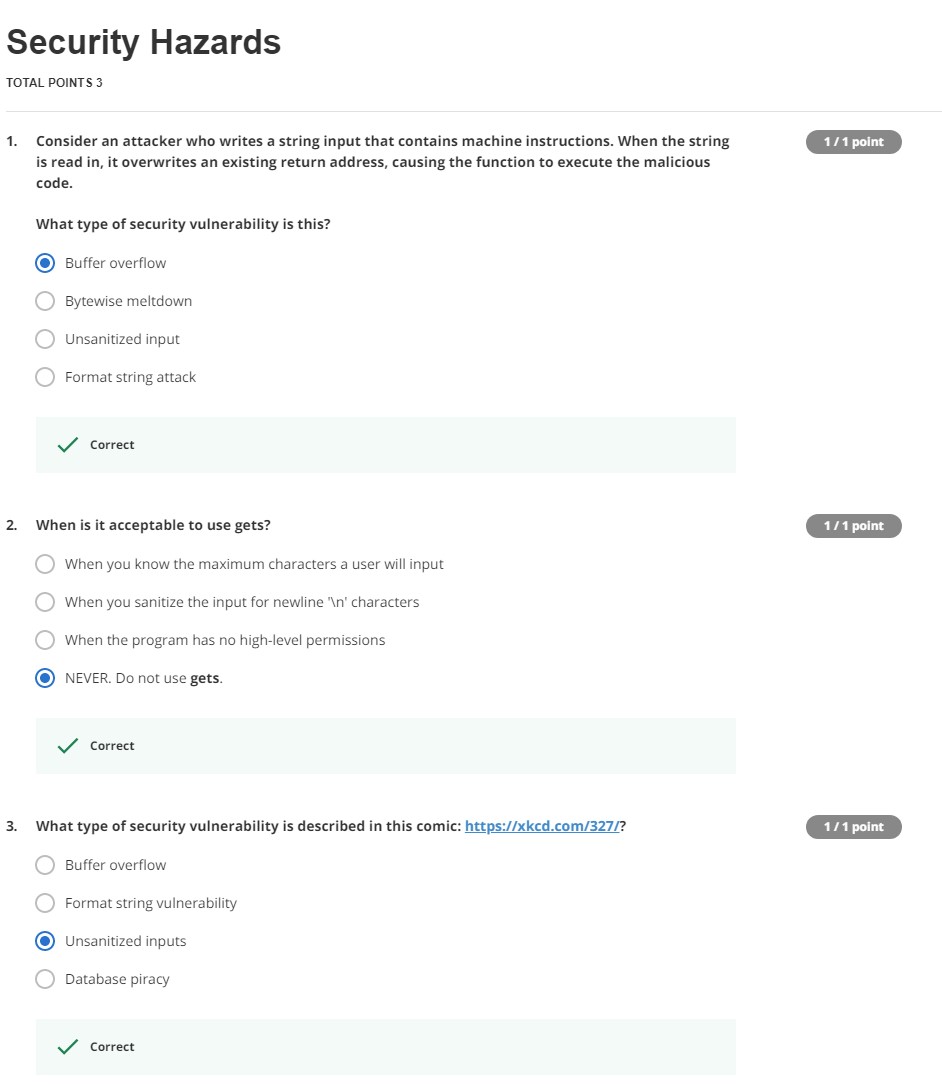 Security Hazards
TOTAL POINTS 3
1. Consider an attacker who writes a string input that contains machine instructions. When the string
is read in, it overwrites an existing return address, causing the function to execute the malicious
code.
1 / 1 point
What type of security vulnerability is this?
Buffer overflow
Bytewise meltdown
Unsanitized input
Format string attack
Correct
2. When is it acceptable to use gets?
1 / 1 point
When you know the maximum characters a user will input
When you sanitize the input for newline '\n' characters
When the program has no high-level permissions
NEVER. Do not use gets.
Correct
3. What type of security vulnerability is described in this comic: https://xkcd.com/327/?
1 / 1 point
Buffer overflow
Format string vulnerability
Unsanitized inputs
Database piracy
Correct